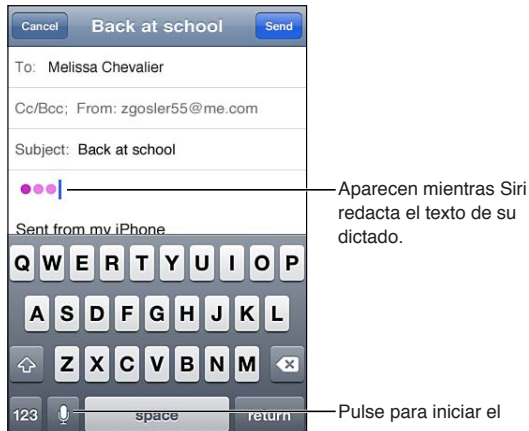 Cancel Back at school Send
To: Melissa Chevalier
Cc/Bcc; From: zgosler55@me.com
Subject: Back at school
Aparecen mientras Siri
redacta el texto de su
dictado.
Sent from my iPhone
Q W E R T Y U I O P
A S D F G H J K L
Z X C V B N M
123 space return
Pulse para iniciar el